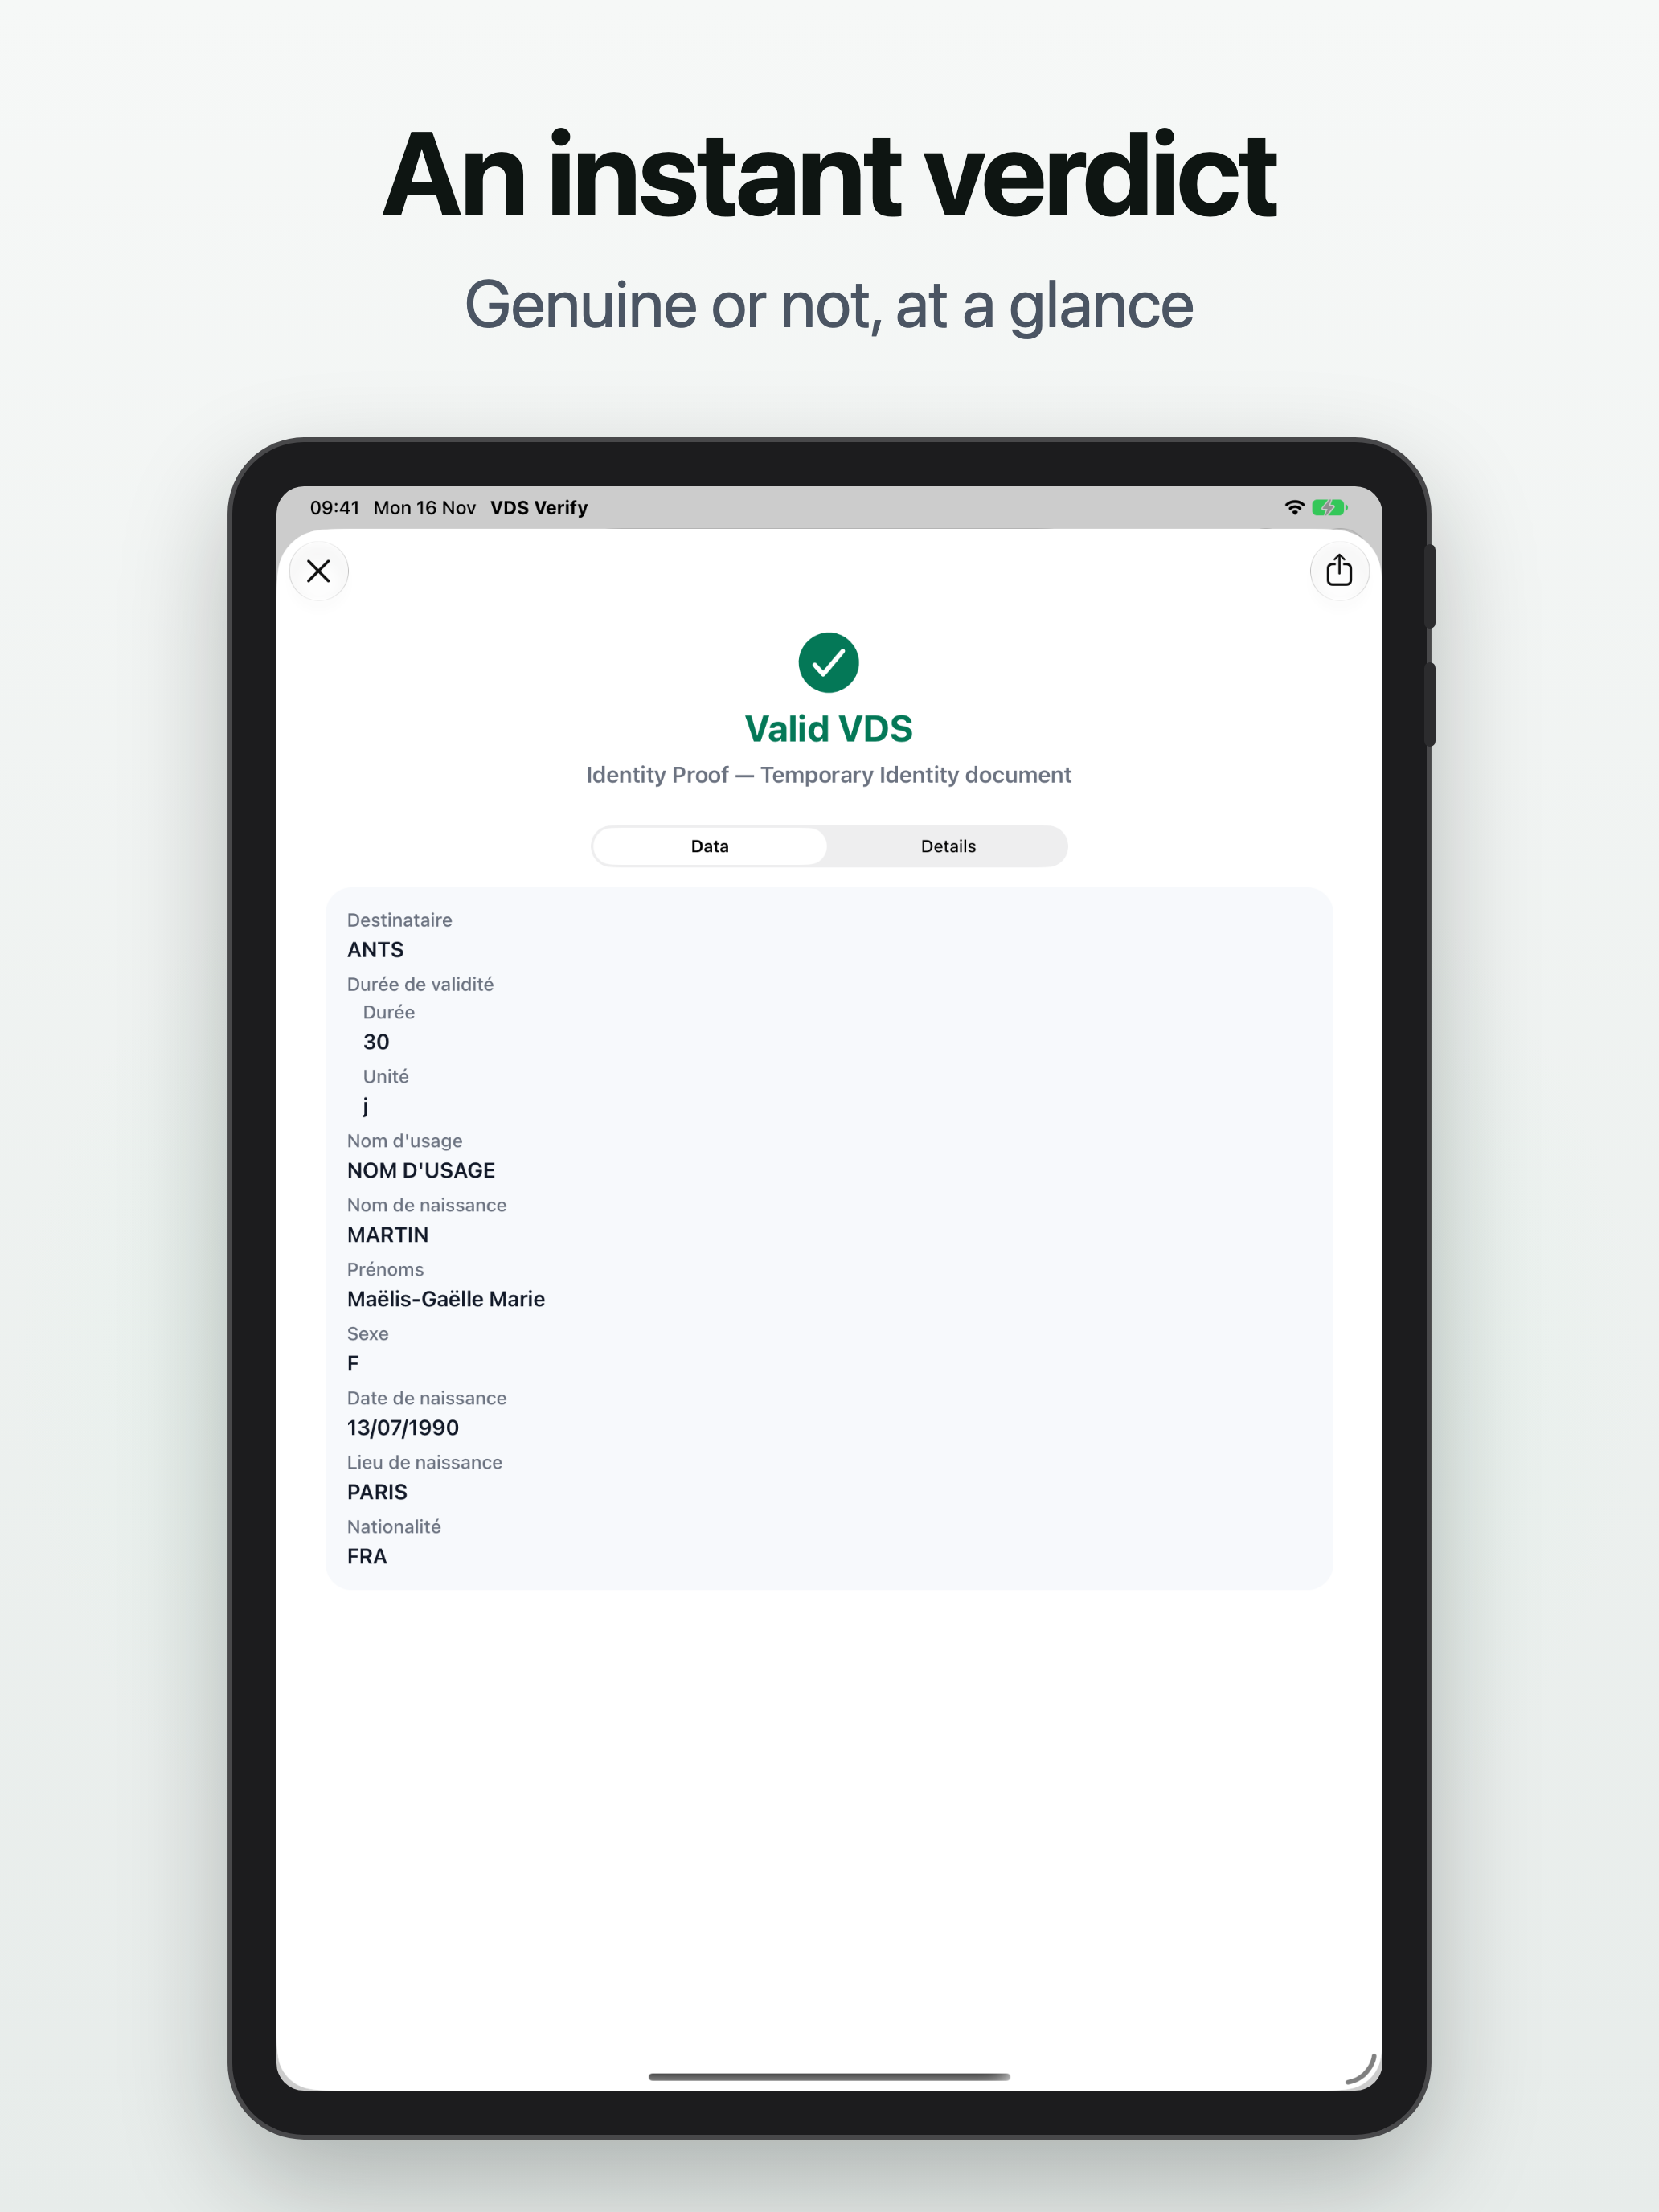 An instant verdict
Genuine or not, at a glance
09:41 Mon 16 Nov VDS Verify
Valid VDS
Identity Proof — Temporary Identity document
Data Details
Destinataire
ANTS
Durée de validité
Durée
30
Unité
j
Nom d'usage
NOM D'USAGE
Nom de naissance
MARTIN
Prénoms
Maëlis-Gaëlle Marie
Sexe
F
Date de naissance
13/07/1990
Lieu de naissance
PARIS
Nationalité
FRA